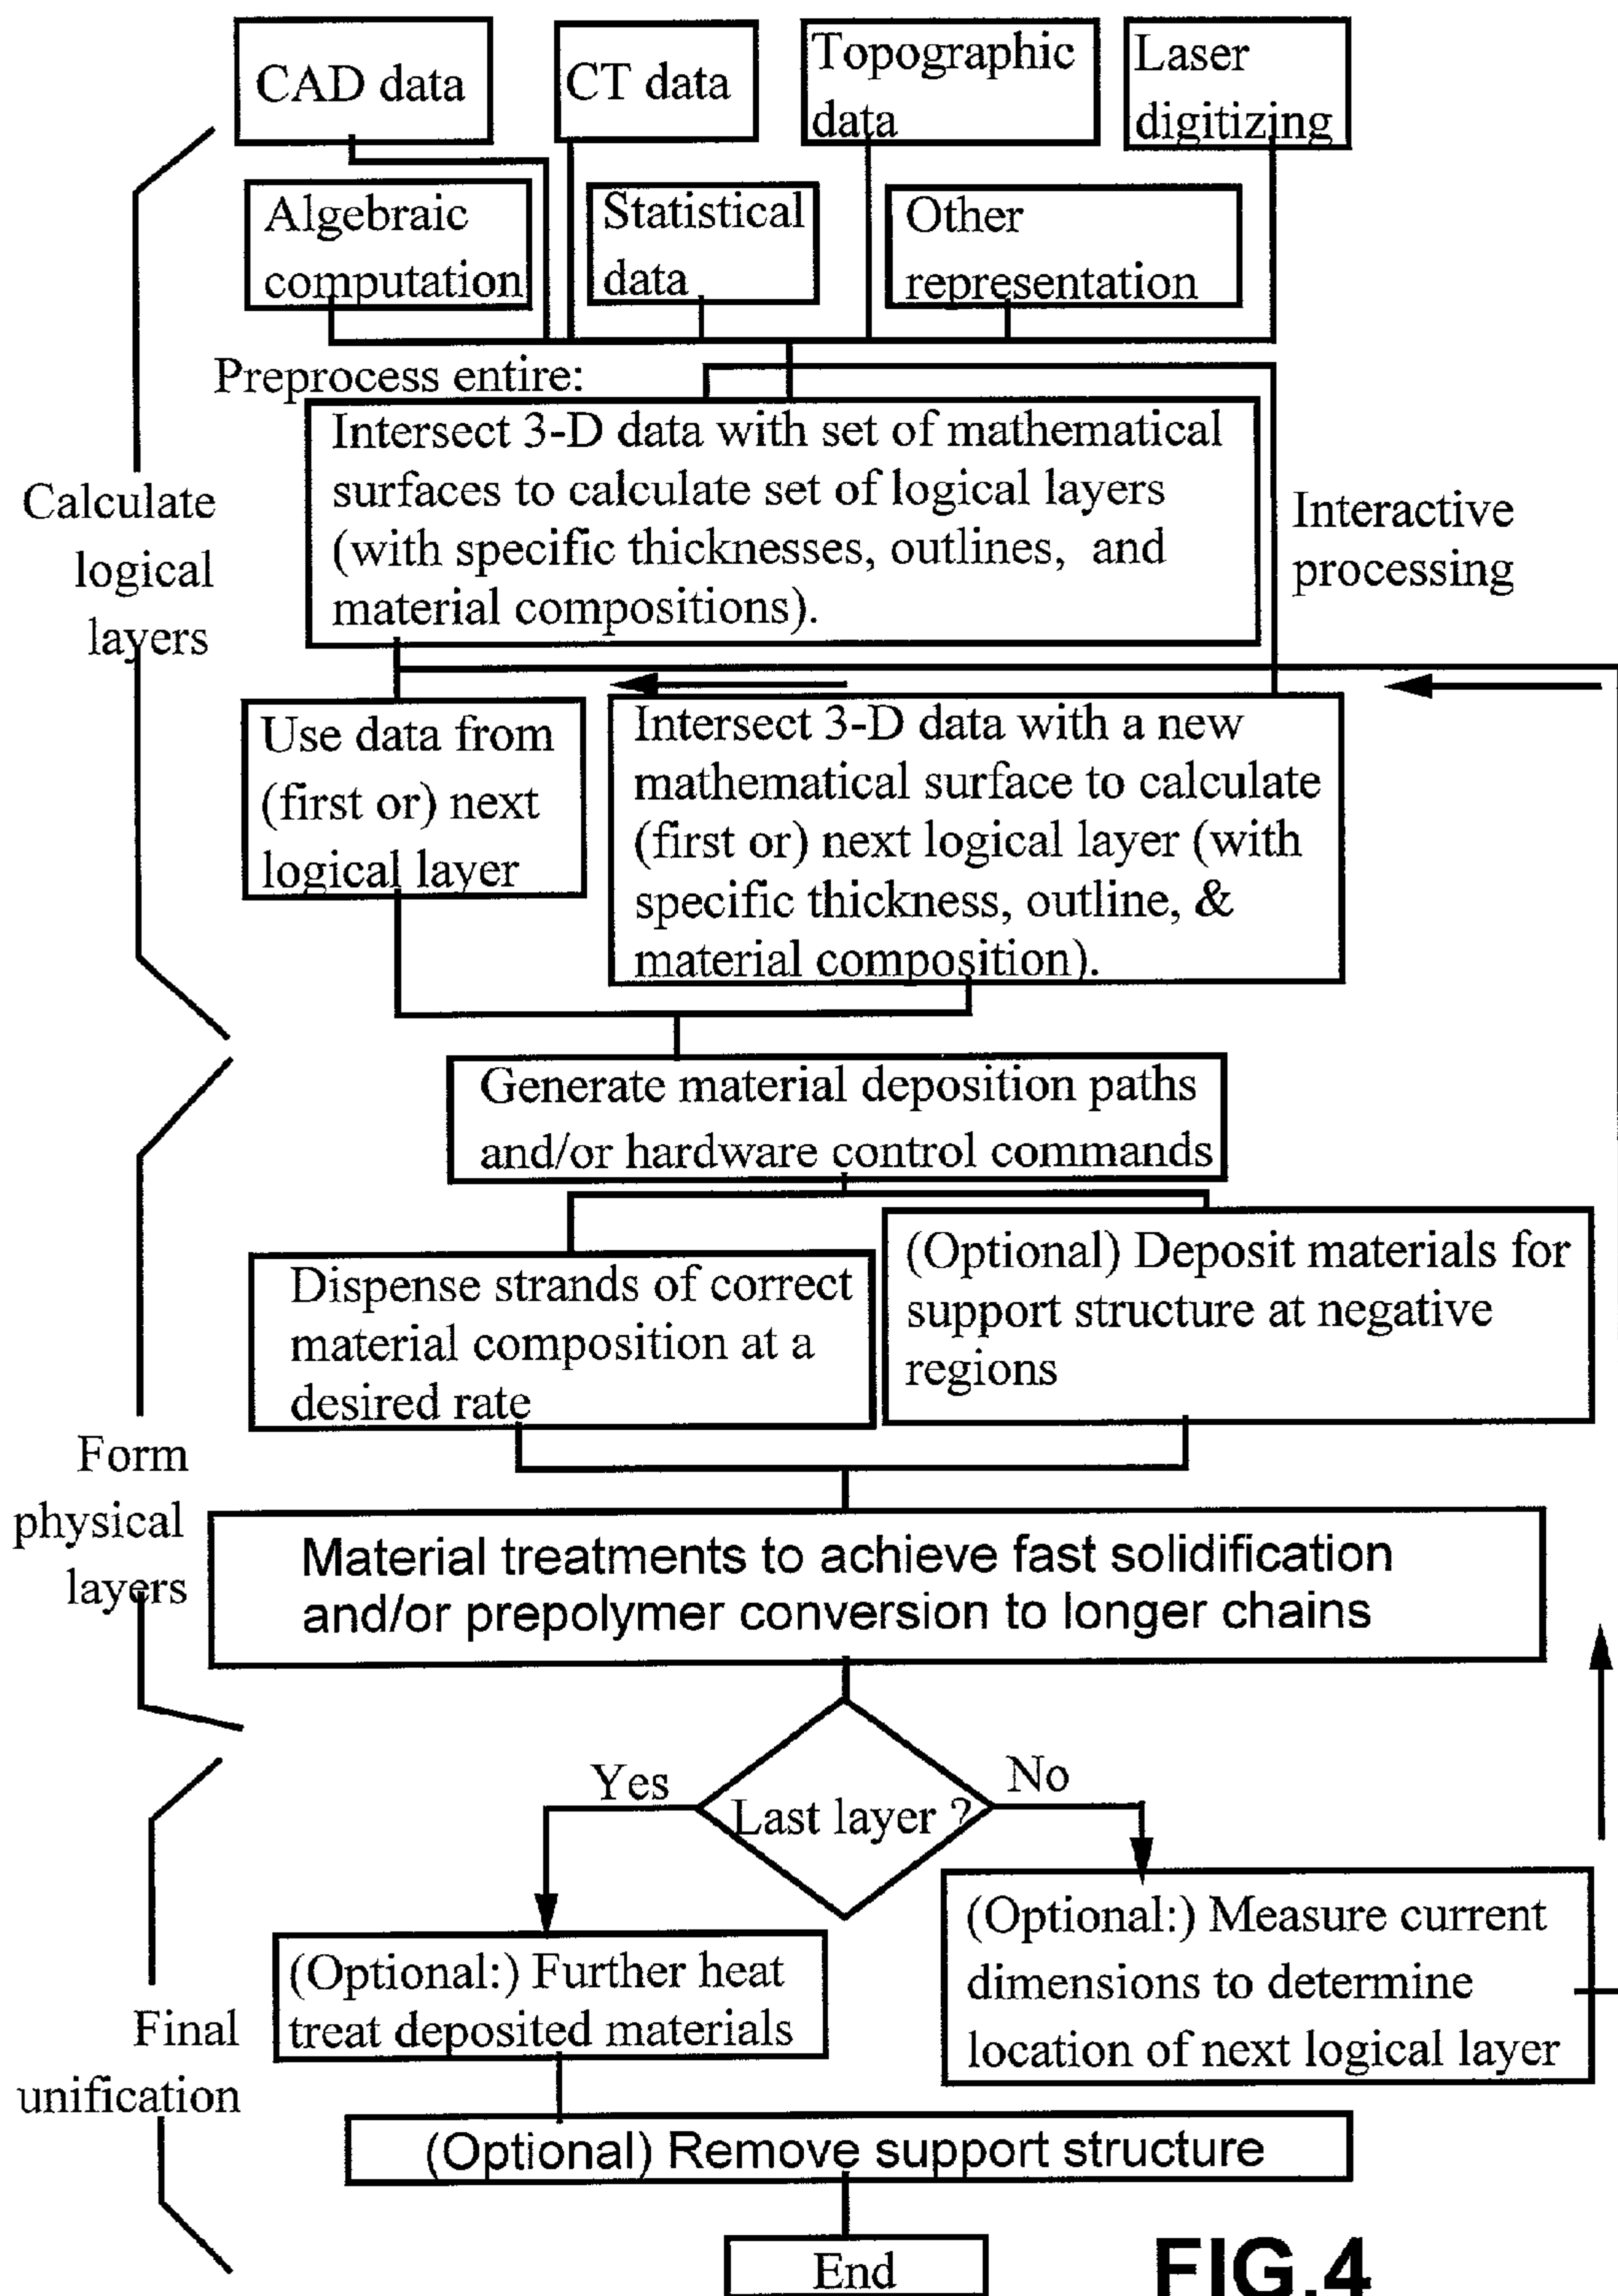 CAD data
CT data
Topographic
data
Laser
digitizing
Algebraic
computation
Statistical
data
Other
representation
Preprocess entire:
Intersect 3-D data with set of mathematical
surfaces to calculate set of logical layers
(with specific thicknesses, outlines, and
material compositions).
Calculate
logical
layers
Interactive
processing
Use data from
(first or) next
logical layer
Intersect 3-D data with a new
mathematical surface to calculate
(first or) next logical layer (with
specific thickness, outline, &
material composition).
Generate material deposition paths
and/or hardware control commands
Dispense strands of correct
material composition at a
desired rate
(Optional) Deposit materials for
support structure at negative
regions
Form
physical
layers
Material treatments to achieve fast solidification
and/or prepolymer conversion to longer chains
Yes
No
Last layer ?
(Optional:) Further heat
treat deposited materials
(Optional:) Measure current
dimensions to determine
location of next logical layer
Final
unification
(Optional) Remove support structure
End
FIG.4